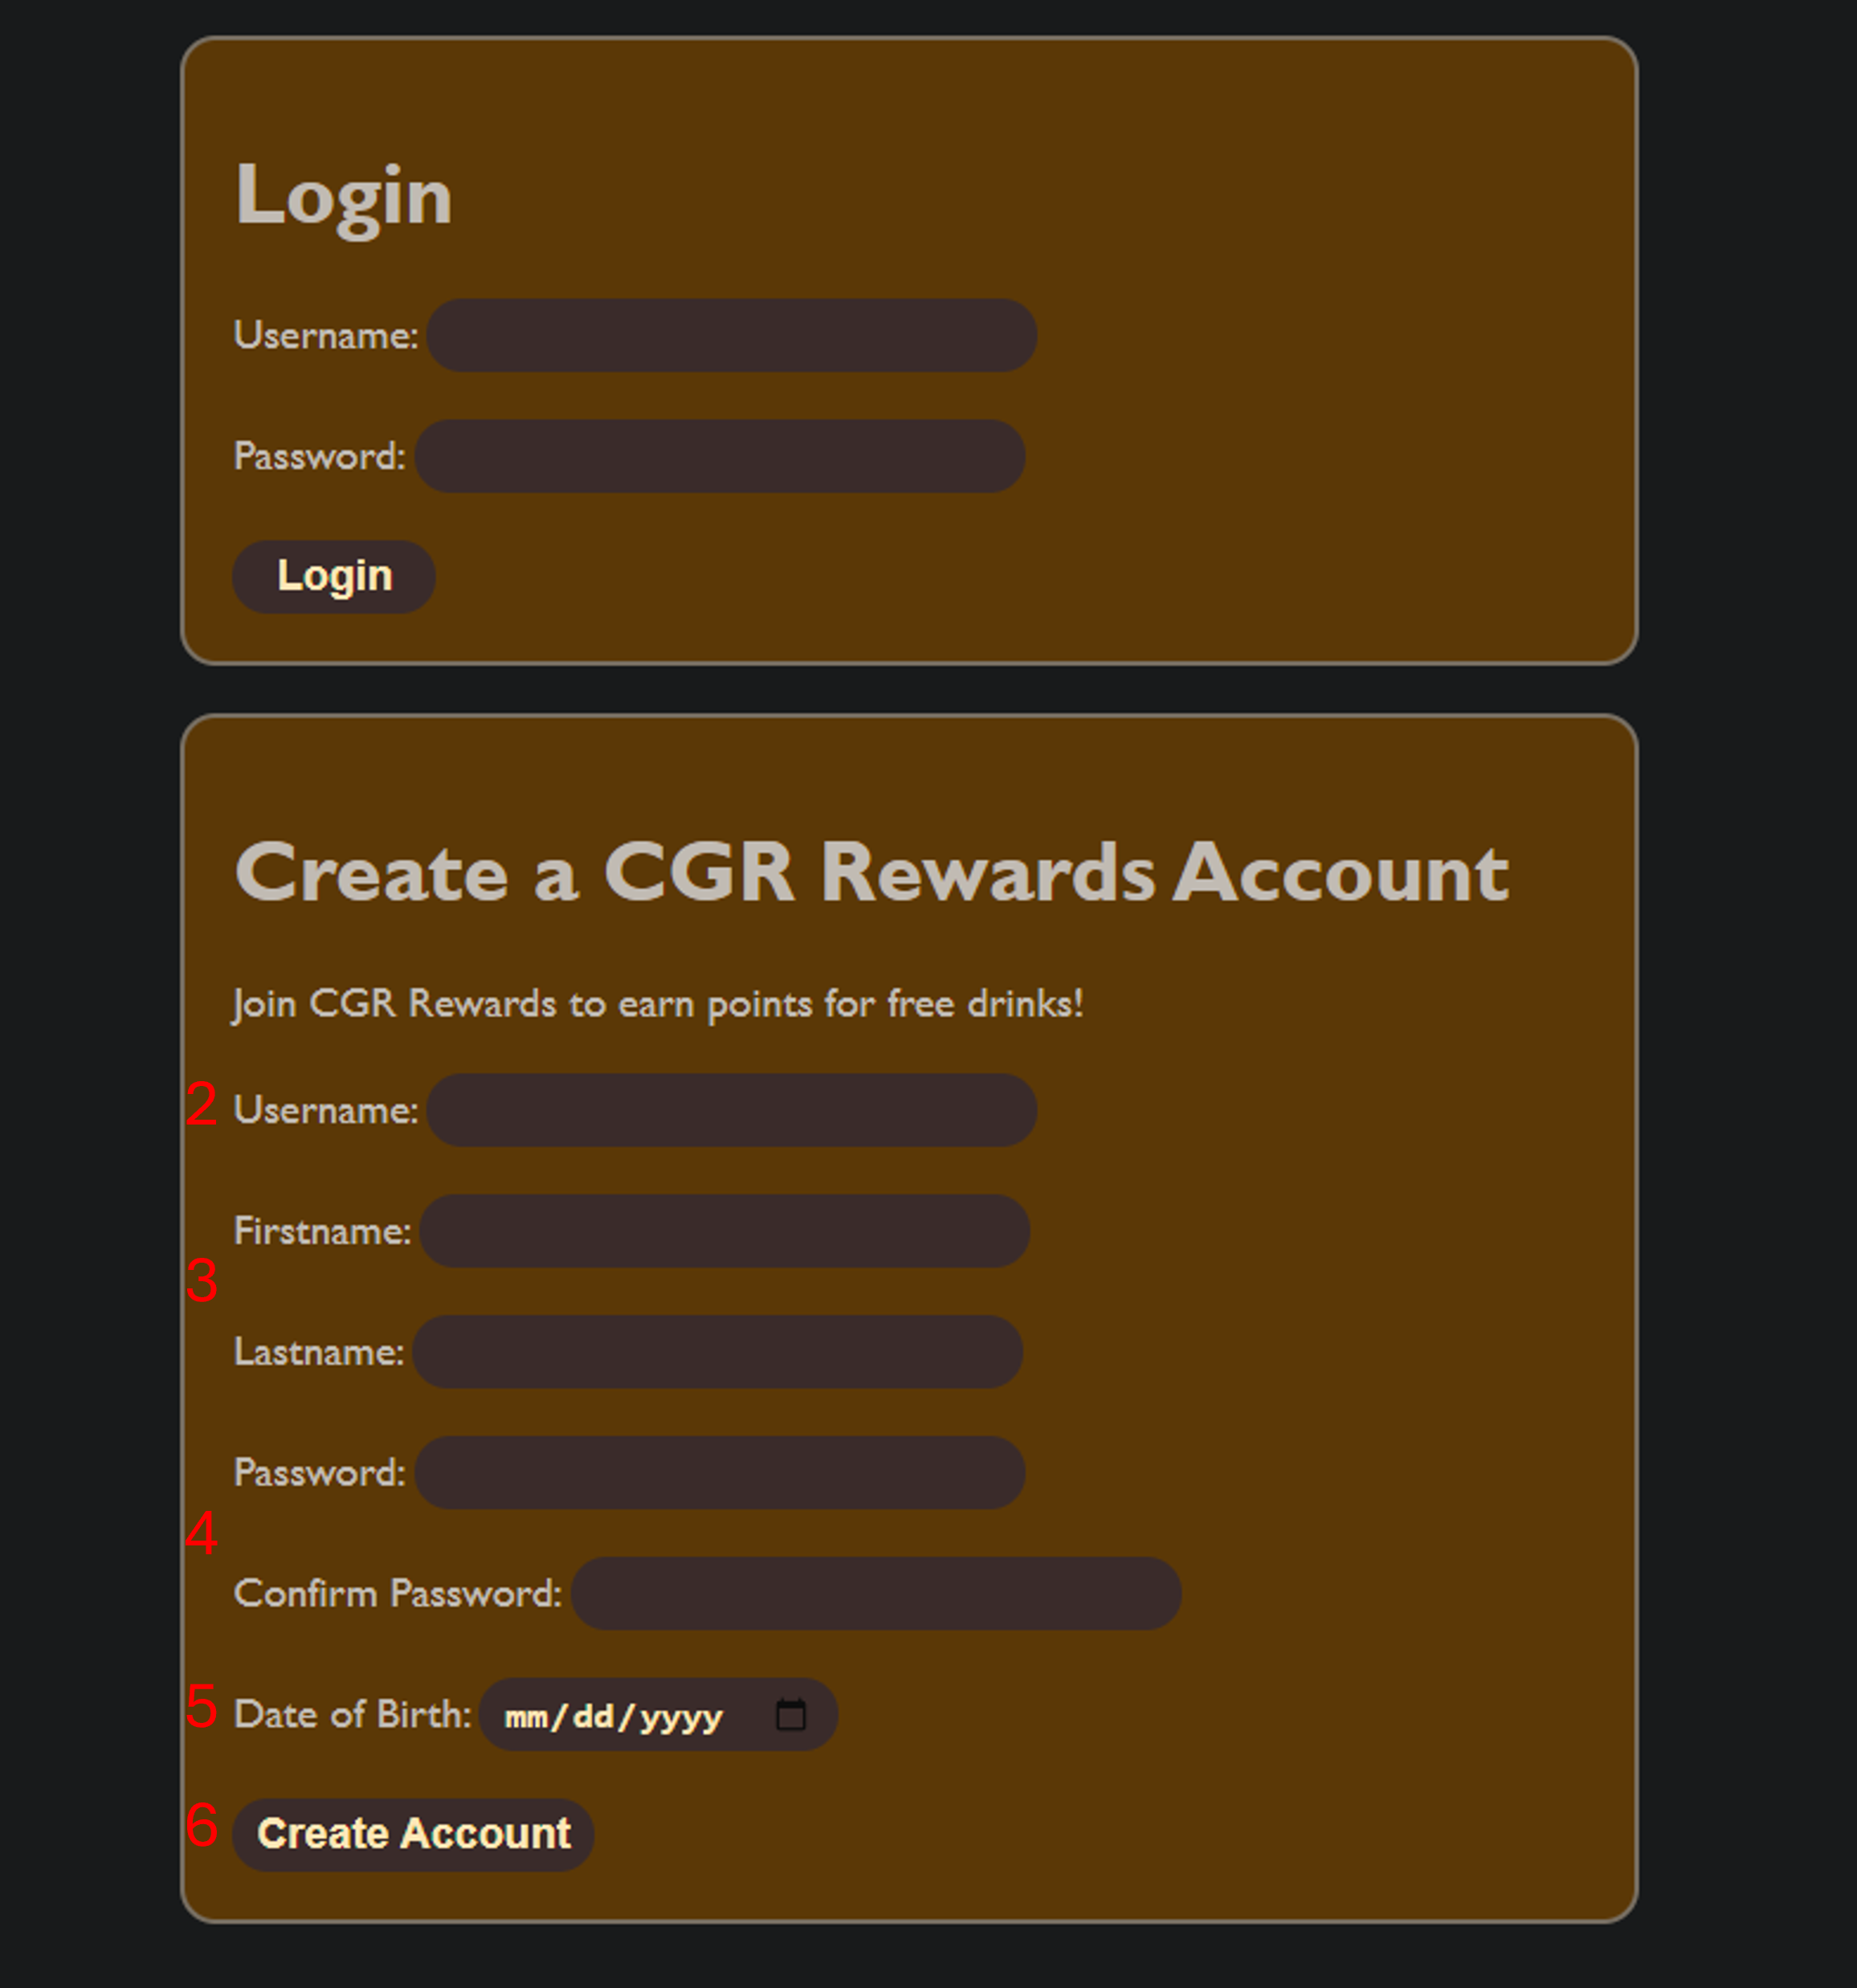 Login
Username:
Password:
Login
Create a CGR Rewards Account
Join CGR Rewards to earn points for free drinks!
2 Username:
Firstname:
3
Lastname:
Password:
4
Confirm Password:
5 Date of Birth: mm/dd/yyyy
6 Create Account